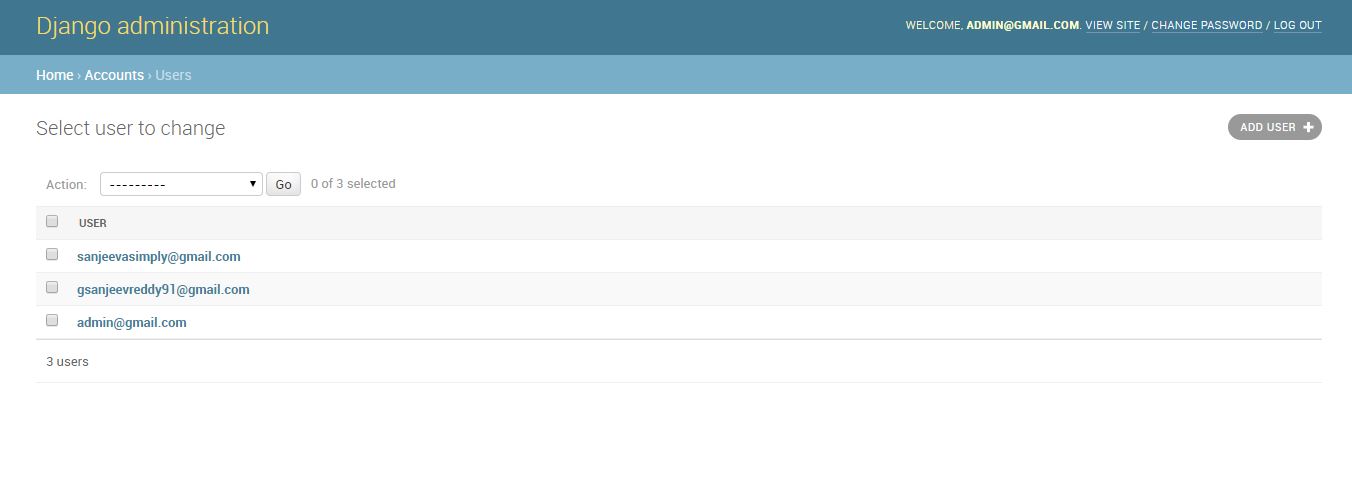 Django administration
WELCOME, ADMIN@GMAIL.COM. VIEW SITE / CHANGE PASSWORD / LOG OUT
Home › Accounts › Users
Select user to change
ADD USER +
Action: --------- Go 0 of 3 selected
USER
sanjeevasimply@gmail.com
gsanjeevreddy91@gmail.com
admin@gmail.com
3 users